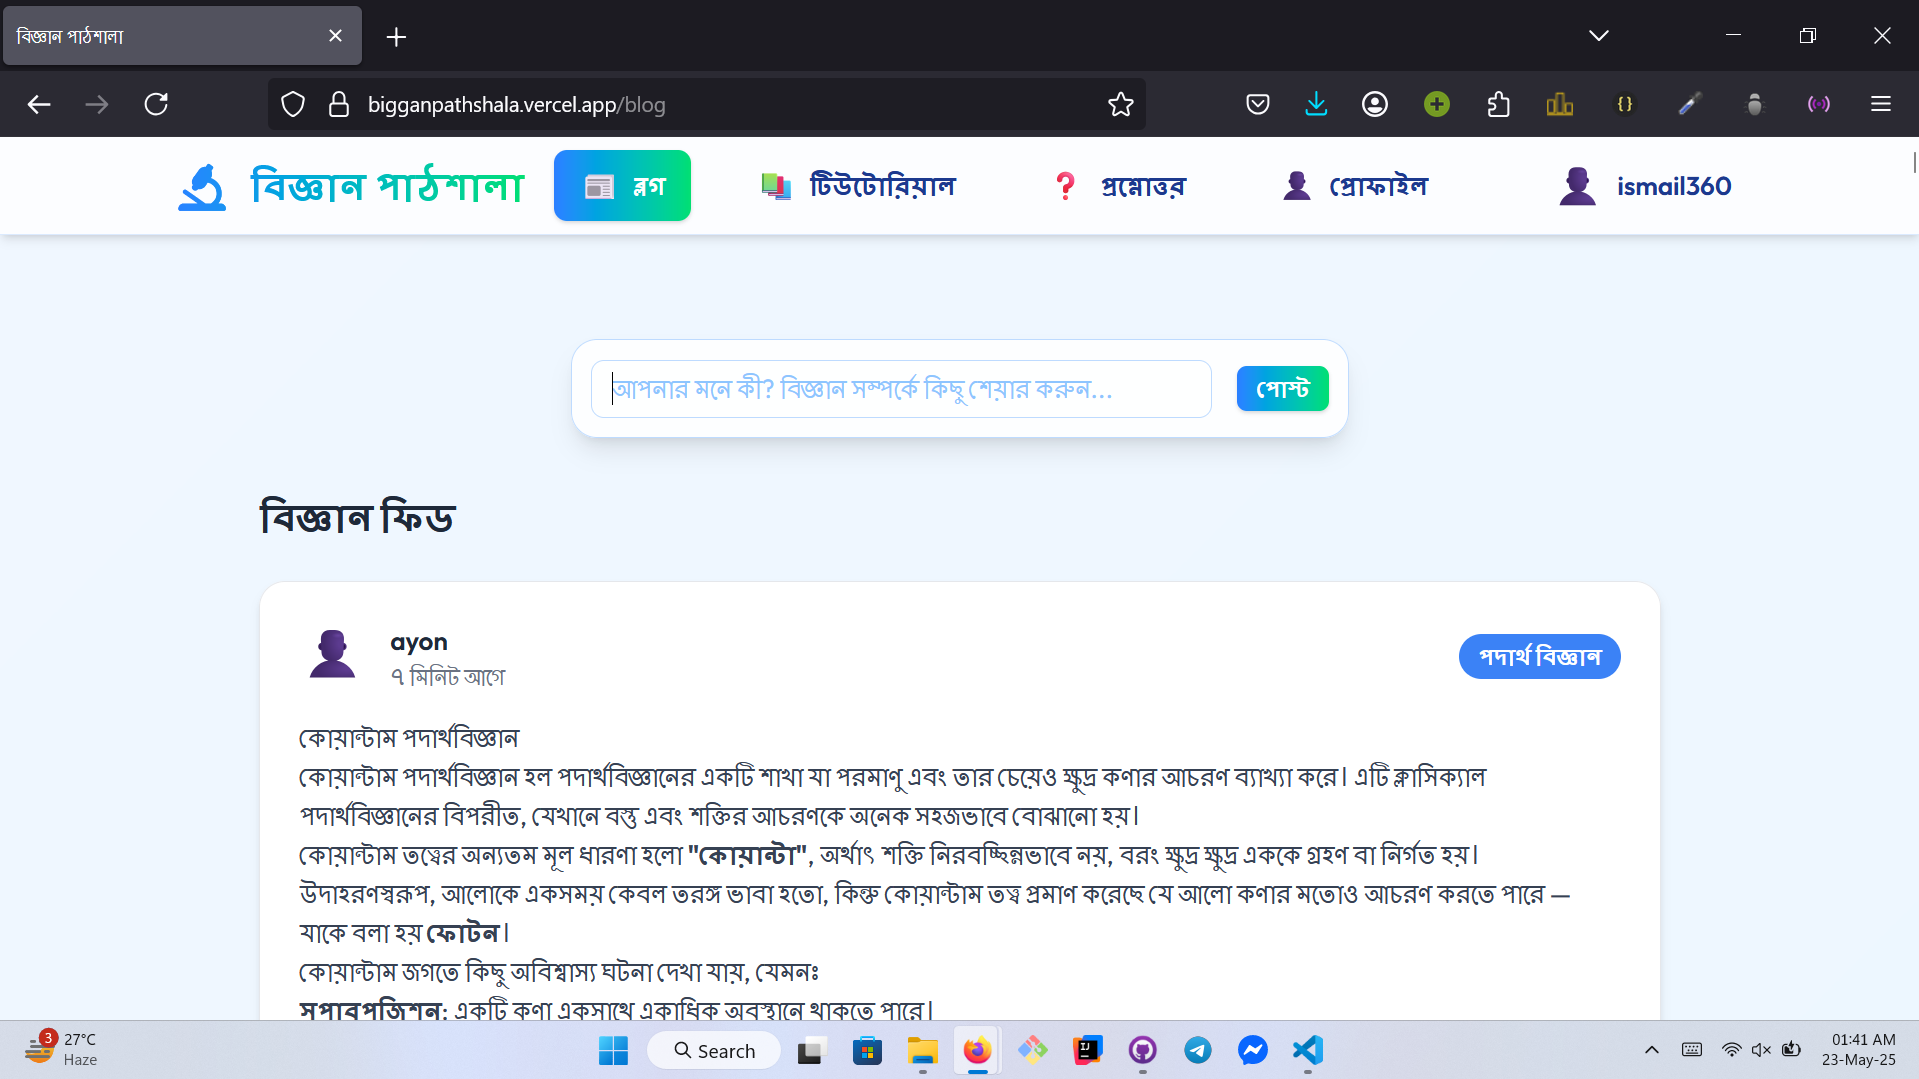 বিজ্ঞান পাঠশালা
bigganpathshala.vercel.app/blog
বিজ্ঞান পাঠশালা
ব্লগ
টিউটোরিয়াল
প্রশ্নোত্তর
প্রোফাইল
ismail360
আপনার মনে কী? বিজ্ঞান সম্পর্কে কিছু শেয়ার করুন...
পোস্ট
বিজ্ঞান ফিড
ayon
৭ মিনিট আগে
পদার্থ বিজ্ঞান
কোয়ান্টাম পদার্থবিজ্ঞান
কোয়ান্টাম পদার্থবিজ্ঞান হল পদার্থবিজ্ঞানের একটি শাখা যা পরমাণু এবং তার চেয়েও ক্ষুদ্র কণার আচরণ ব্যাখ্যা করে। এটি ক্লাসিক্যাল
পদার্থবিজ্ঞানের বিপরীত, যেখানে বস্তু এবং শক্তির আচরণকে অনেক সহজভাবে বোঝানো হয়।
কোয়ান্টাম তত্ত্বের অন্যতম মূল ধারণা হলো "কোয়ান্টা", অর্থাৎ শক্তি নিরবচ্ছিন্নভাবে নয়, বরং ক্ষুদ্র ক্ষুদ্র এককে গ্রহণ বা নির্গত হয়।
উদাহরণস্বরূপ, আলোকে একসময় কেবল তরঙ্গ ভাবা হতো, কিন্তু কোয়ান্টাম তত্ত্ব প্রমাণ করেছে যে আলো কণার মতোও আচরণ করতে পারে —
যাকে বলা হয় ফোটন।
কোয়ান্টাম জগতে কিছু অবিশ্বাস্য ঘটনা দেখা যায়, যেমনঃ
সুপারপজিশন: একটি কণা একসাথে একাধিক অবস্থানে থাকতে পারে।
3
27°C
Haze
Search
01:41 AM
23-May-25